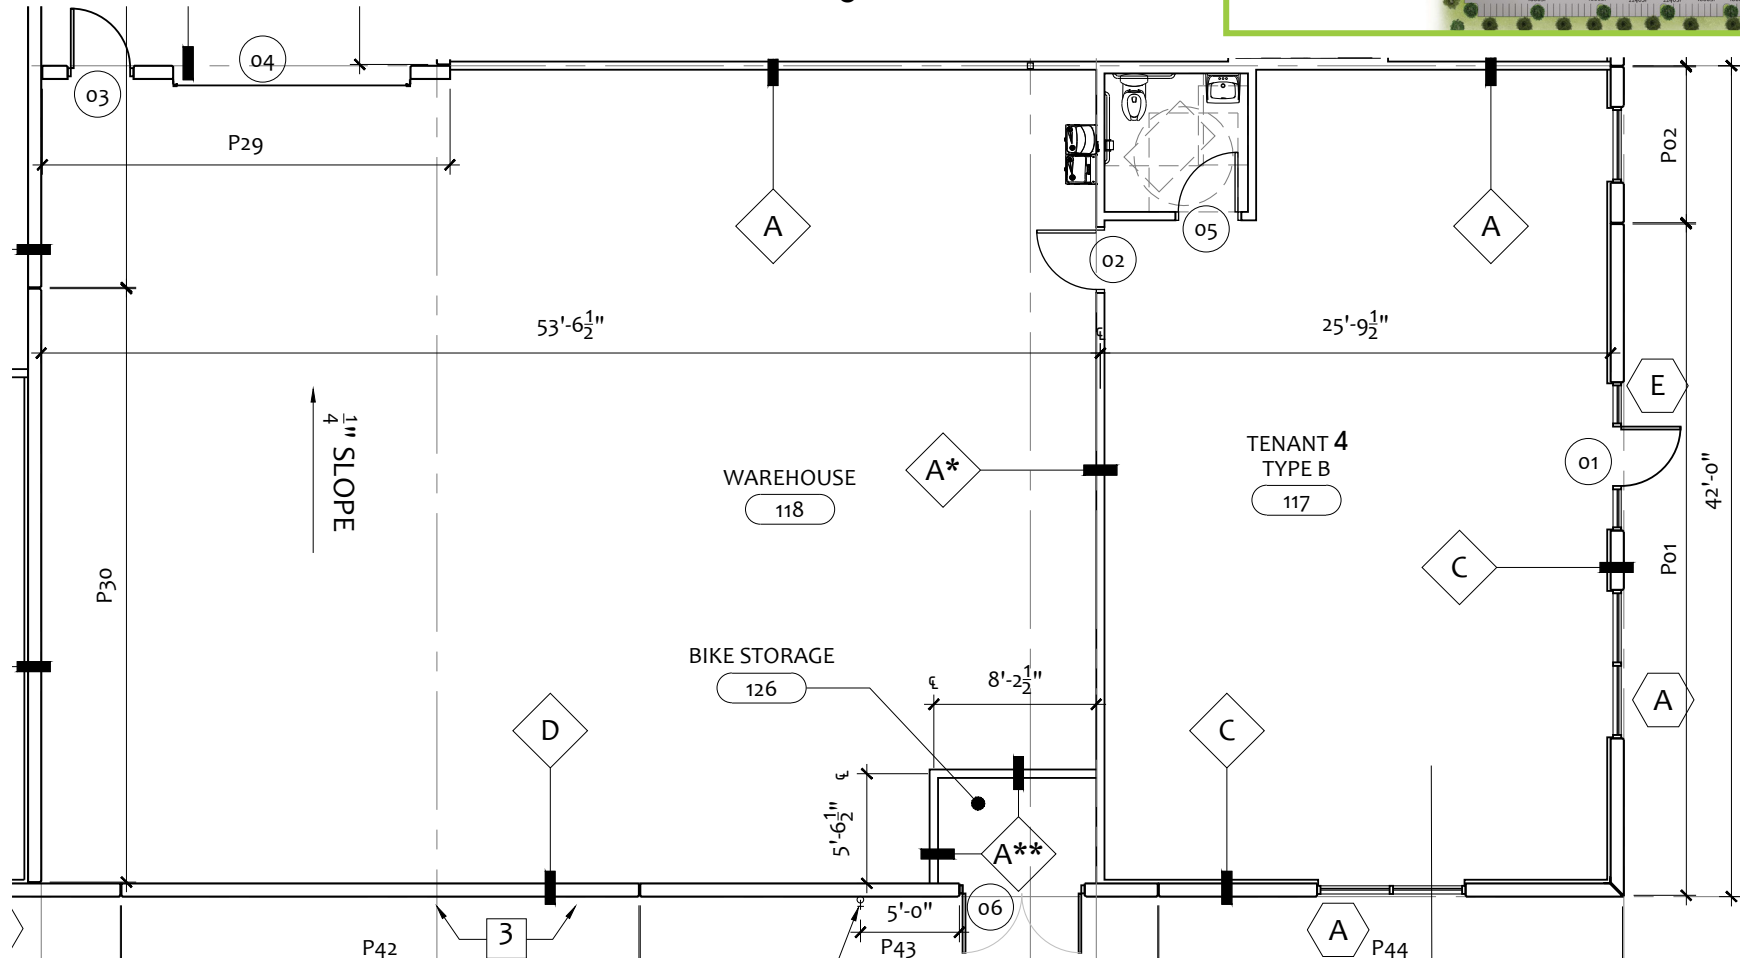 04
03
P29
P02
A
A
05
02
53'-6½"
25'-9½"
℄
E
¼" SLOPE
TENANT 4
TYPE B
117
01
42'-0"
WAREHOUSE
118
A*
C
P30
P01
BIKE STORAGE
126
8'-2½"
℄
A
D
C
℄
5'-6½"
A**
℄
5'-0"
06
3
P42
P43
A
P44